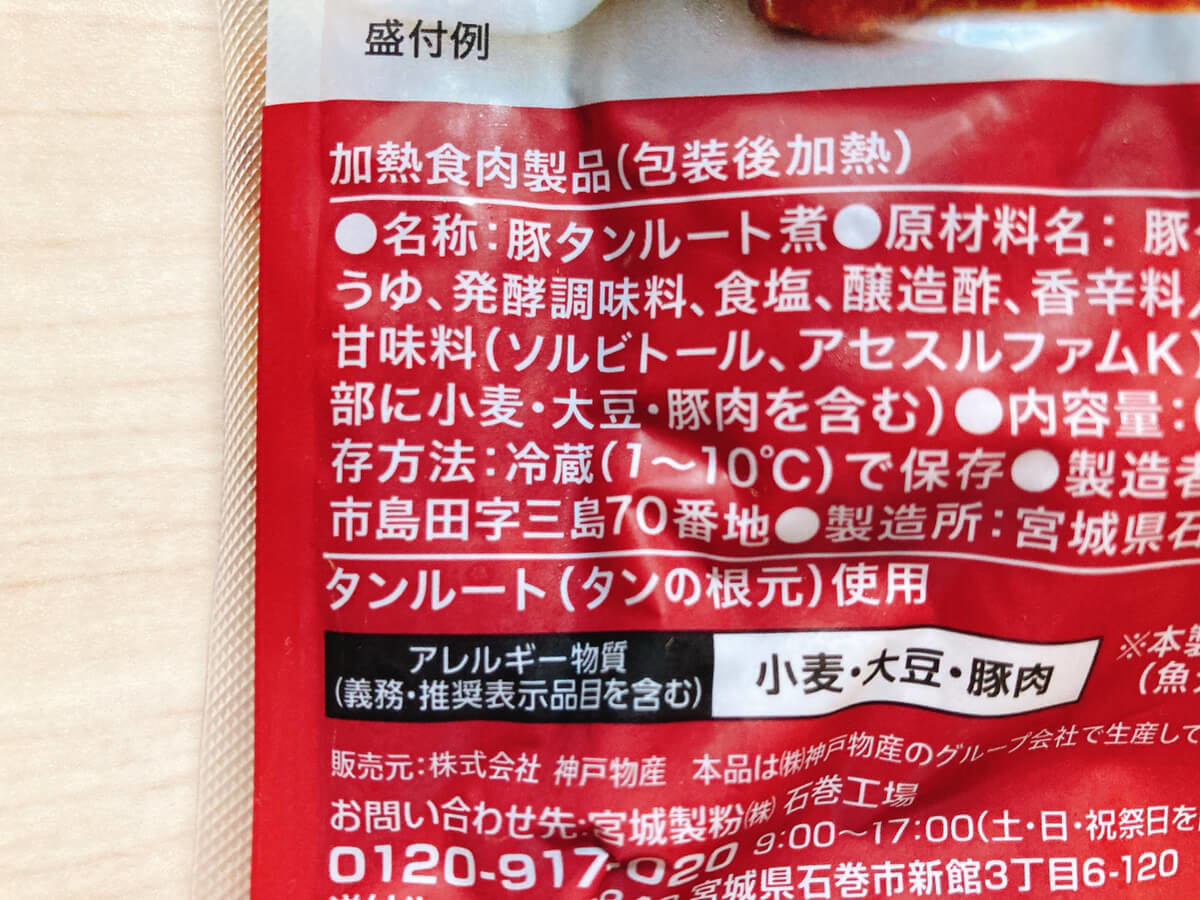 盛付例
加熱食肉製品(包装後加熱)
●名称:豚タンルート煮●原材料名: 豚
うゆ、発酵調味料、食塩、醸造酢、香辛料
甘味料(ソルビトール、アセスルファムK)
部に小麦・大豆・豚肉を含む)●内容量:
存方法:冷蔵(1~10℃)で保存●製造者
市島田字三島70番地●製造所:宮城県石
タンルート(タンの根元)使用
アレルギー物質
(義務・推奨表示品目を含む)
小麦・大豆・豚肉
※本製
(魚
販売元:株式会社 神戸物産 本品は㈱神戸物産のグループ会社で生産して
お問い合わせ先:宮城製粉㈱ 石巻工場
0120-917-020 9:00~17:00(土・日・祝祭日を
宮城県石巻市新館3丁目6-120